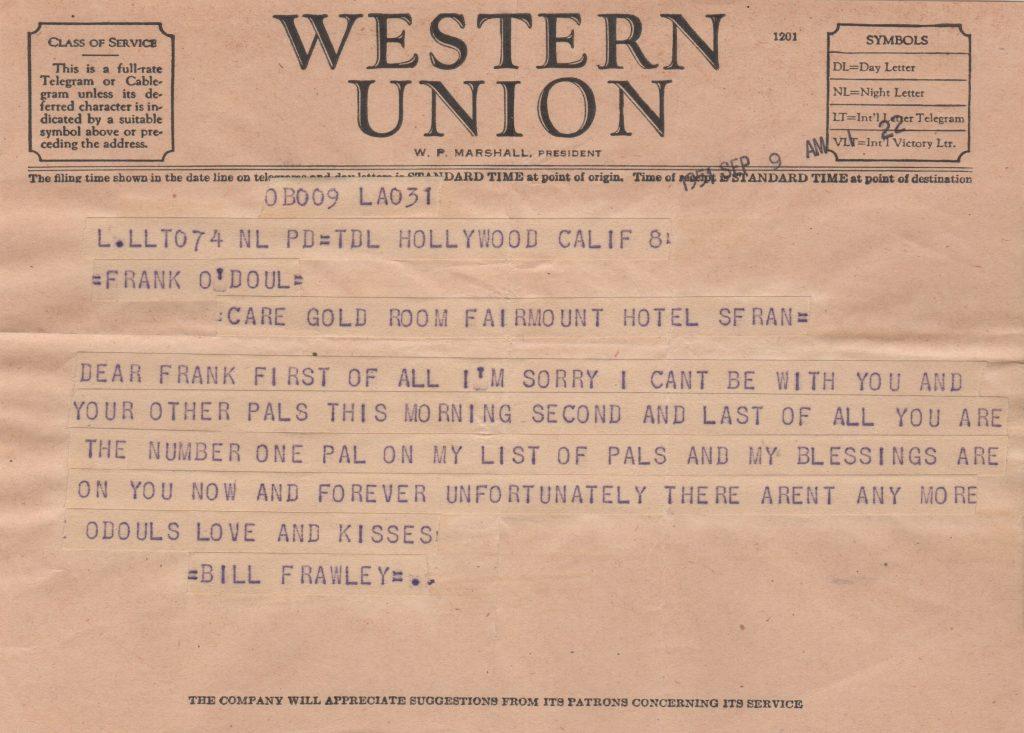 CLASS OF SERVICE
This is a full-rate
Telegram or Cable-
gram unless its de-
ferred character is in-
dicated by a suitable
symbol above or pre-
ceding the address.
WESTERN
UNION
W. P. MARSHALL, PRESIDENT
1201
SYMBOLS
DL=Day Letter
NL=Night Letter
LT=Int'l Letter Telegram
VLT=Int'l Victory Ltr.
1951 SEP 9 AM 1 22
The filing time shown in the date line on telegrams and day letters is STANDARD TIME at point of origin. Time of receipt is STANDARD TIME at point of destination
OB009 LA031
L.LLT074 NL PD=TDL HOLLYWOOD CALIF 8:
=FRANK O'DOUL=
:CARE GOLD ROOM FAIRMOUNT HOTEL SFRAN=
DEAR FRANK FIRST OF ALL I'M SORRY I CANT BE WITH YOU AND
YOUR OTHER PALS THIS MORNING SECOND AND LAST OF ALL YOU ARE
THE NUMBER ONE PAL ON MY LIST OF PALS AND MY BLESSINGS ARE
ON YOU NOW AND FOREVER UNFORTUNATELY THERE ARENT ANY MORE
ODOULS LOVE AND KISSES:
=BILL FRAWLEY=..
THE COMPANY WILL APPRECIATE SUGGESTIONS FROM ITS PATRONS CONCERNING ITS SERVICE